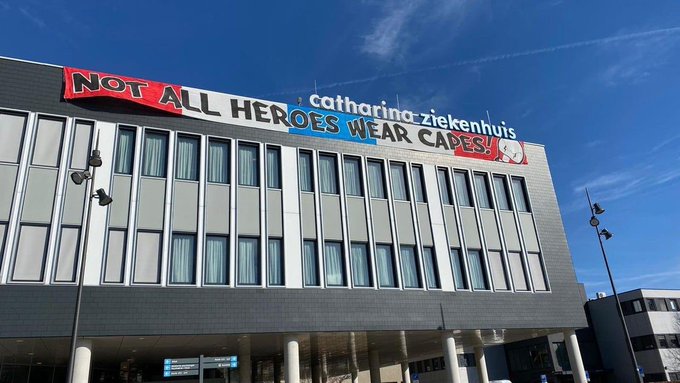 NOT ALL HEROES WEAR CAPES!
catharina ziekenhuis